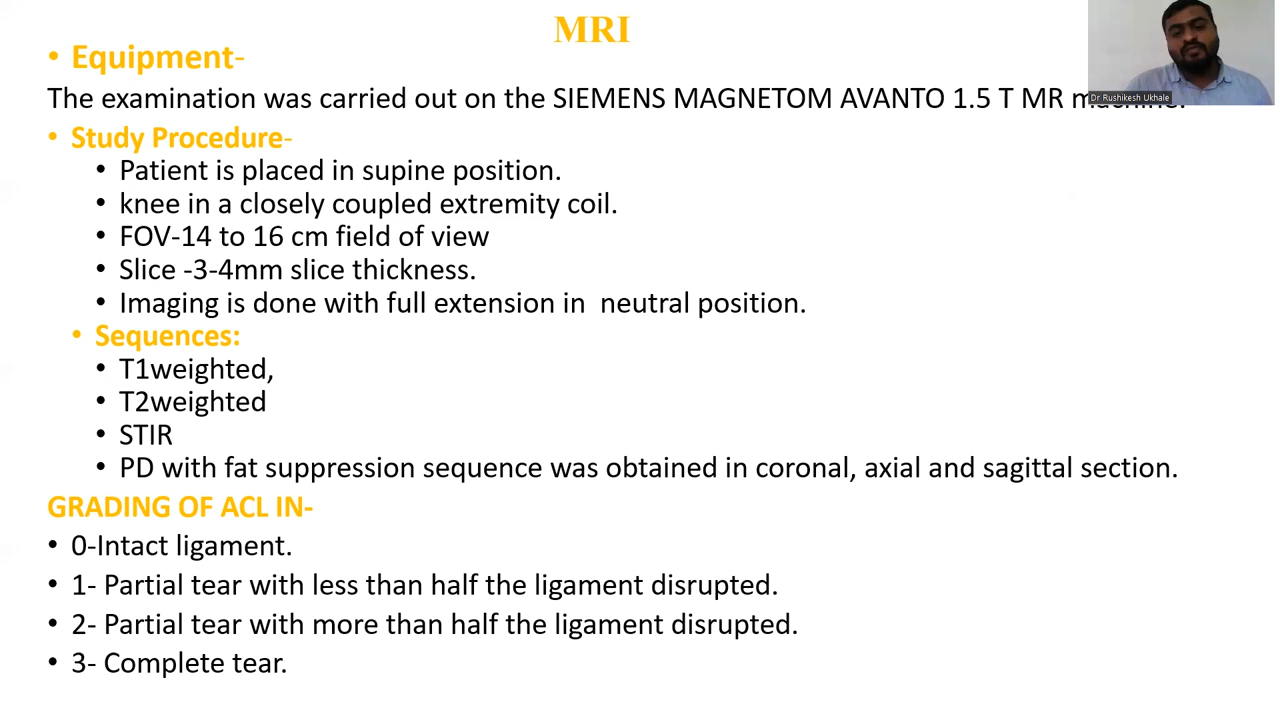 MRI
• Equipment-
The examination was carried out on the SIEMENS MAGNETOM AVANTO 1.5 T MR
Dr Rushikesh Ukhale
• Study Procedure-
• Patient is placed in supine position.
• knee in a closely coupled extremity coil.
• FOV-14 to 16 cm field of view
• Slice -3-4mm slice thickness.
• Imaging is done with full extension in  neutral position.
• Sequences:
• T1weighted,
• T2weighted
• STIR
• PD with fat suppression sequence was obtained in coronal, axial and sagittal section.
GRADING OF ACL IN-
• 0-Intact ligament.
• 1- Partial tear with less than half the ligament disrupted.
• 2- Partial tear with more than half the ligament disrupted.
• 3- Complete tear.